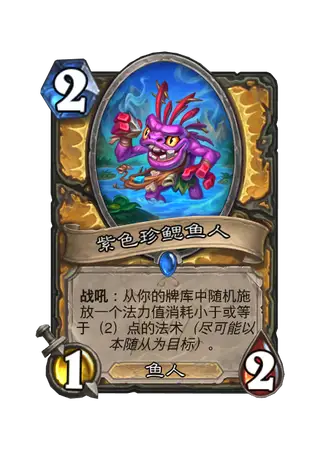 2
紫色珍鳃鱼人
战吼：从你的牌库中随机施
放一个法力值消耗小于或等
于（2）点的法术（尽可能以
本随从为目标）。
1
鱼人
2